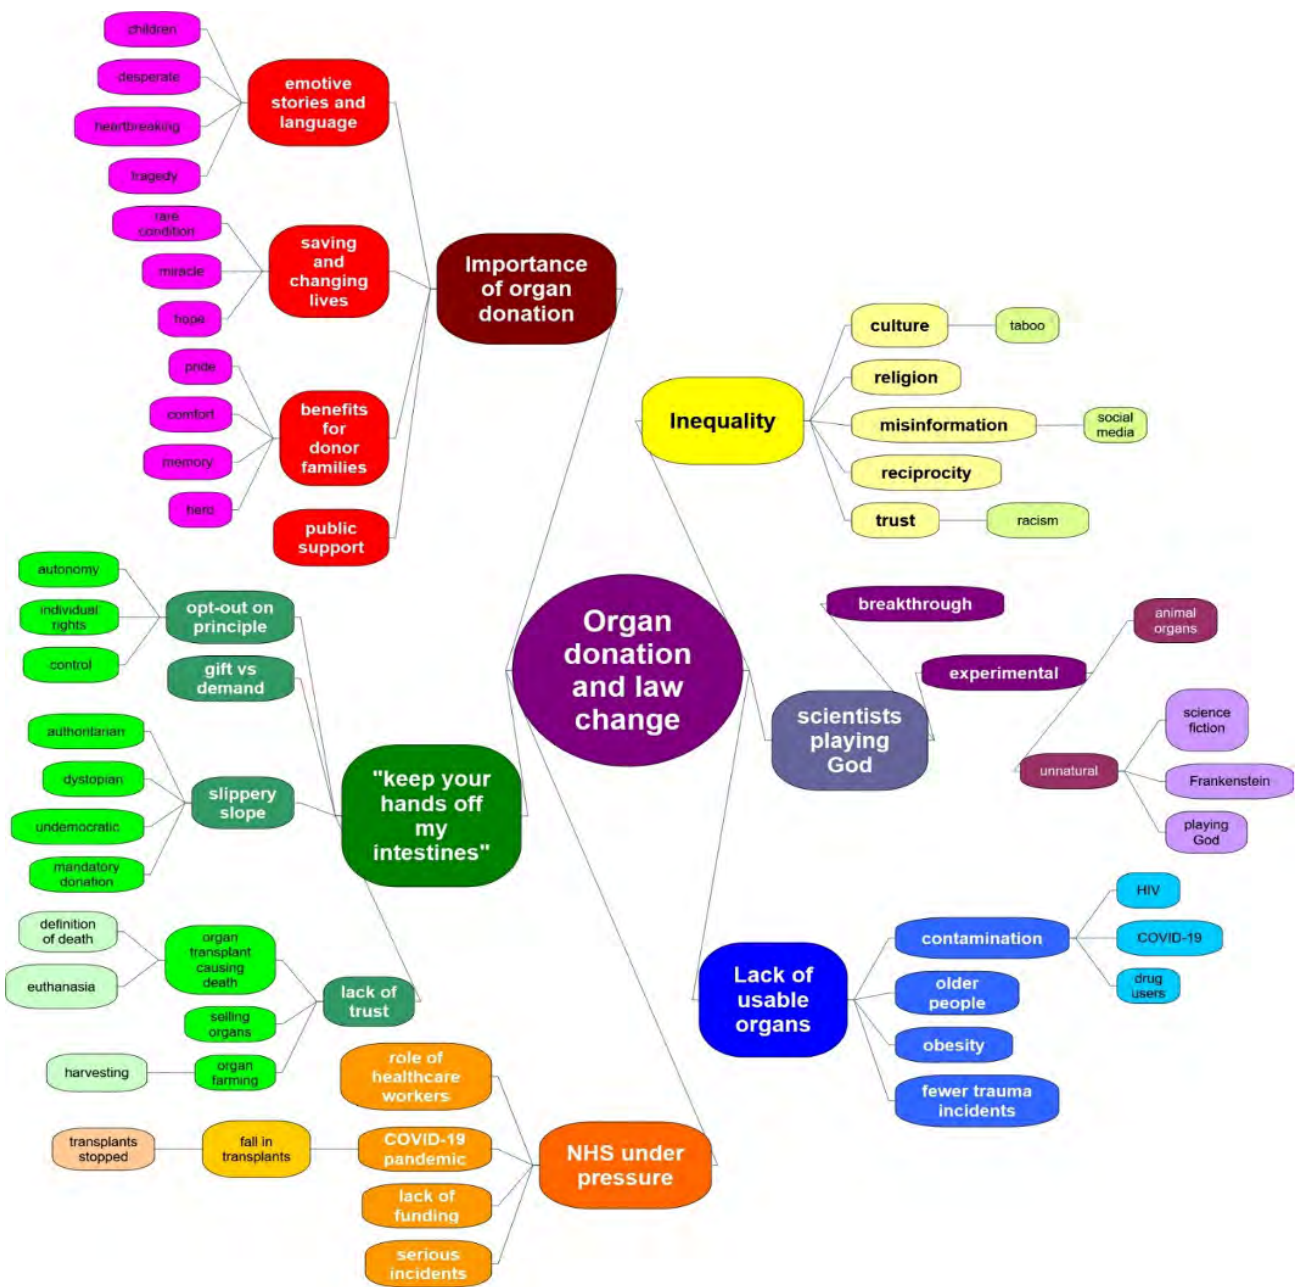 children
desperate
heartbreaking
tragedy
emotive
stories and
language
rare
condition
miracle
hope
saving
and
changing
lives
pride
comfort
memory
hero
benefits
for
donor
families
public
support
Importance
of organ
donation
Inequality
culture
taboo
religion
misinformation
social
media
reciprocity
trust
racism
Organ
donation
and law
change
autonomy
individual
rights
control
opt-out on
principle
gift vs
demand
authoritarian
dystopian
undemocratic
mandatory
donation
slippery
slope
"keep your
hands off
my
intestines"
definition
of death
euthanasia
organ
transplant
causing
death
selling
organs
harvesting
organ
farming
lack of
trust
scientists
playing
God
breakthrough
experimental
animal
organs
unnatural
science
fiction
Frankenstein
playing
God
Lack of
usable
organs
contamination
HIV
COVID-19
drug
users
older
people
obesity
fewer trauma
incidents
role of
healthcare
workers
transplants
stopped
fall in
transplants
COVID-19
pandemic
lack of
funding
serious
incidents
NHS under
pressure